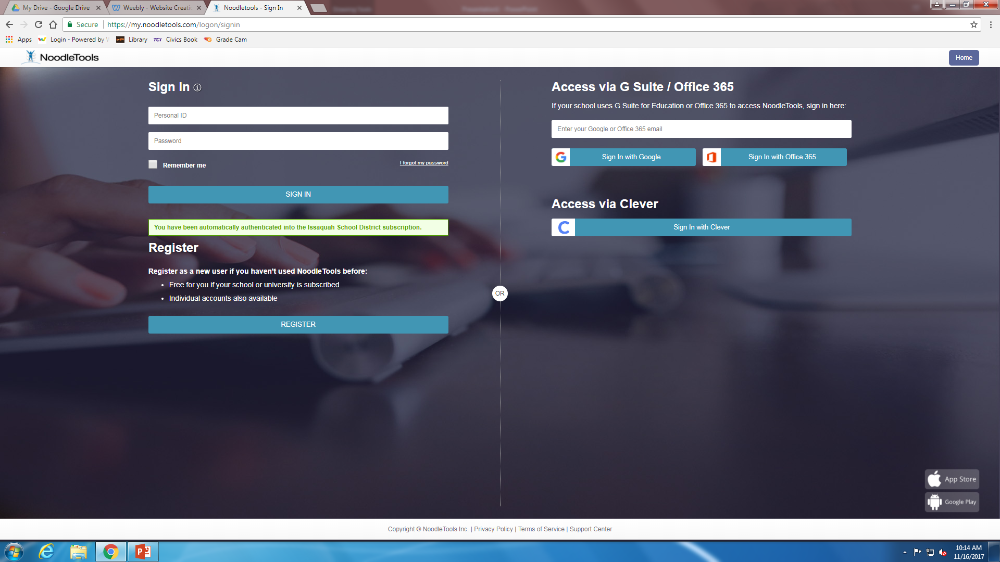 My Drive - Google Drive
Weebly - Website Creati
Noodletools - Sign In
Secure
https://my.noodletools.com/logon/signin
Apps
Login - Powered by
Library
TCi
Civics Book
Grade Cam
NoodleTools
Home
Sign In
Personal ID
Password
Remember me
I forgot my password
SIGN IN
You have been automatically authenticated into the Issaquah School District subscription.
Register
Register as a new user if you haven't used NoodleTools before:
• Free for you if your school or university is subscribed
• Individual accounts also available
REGISTER
OR
Access via G Suite / Office 365
If your school uses G Suite for Education or Office 365 to access NoodleTools, sign in here:
Enter your Google or Office 365 email
Sign In with Google
Sign In with Office 365
Access via Clever
Sign In with Clever
App Store
Google Play
Copyright © NoodleTools Inc. | Privacy Policy | Terms of Service | Support Center
10:14 AM
11/16/2017